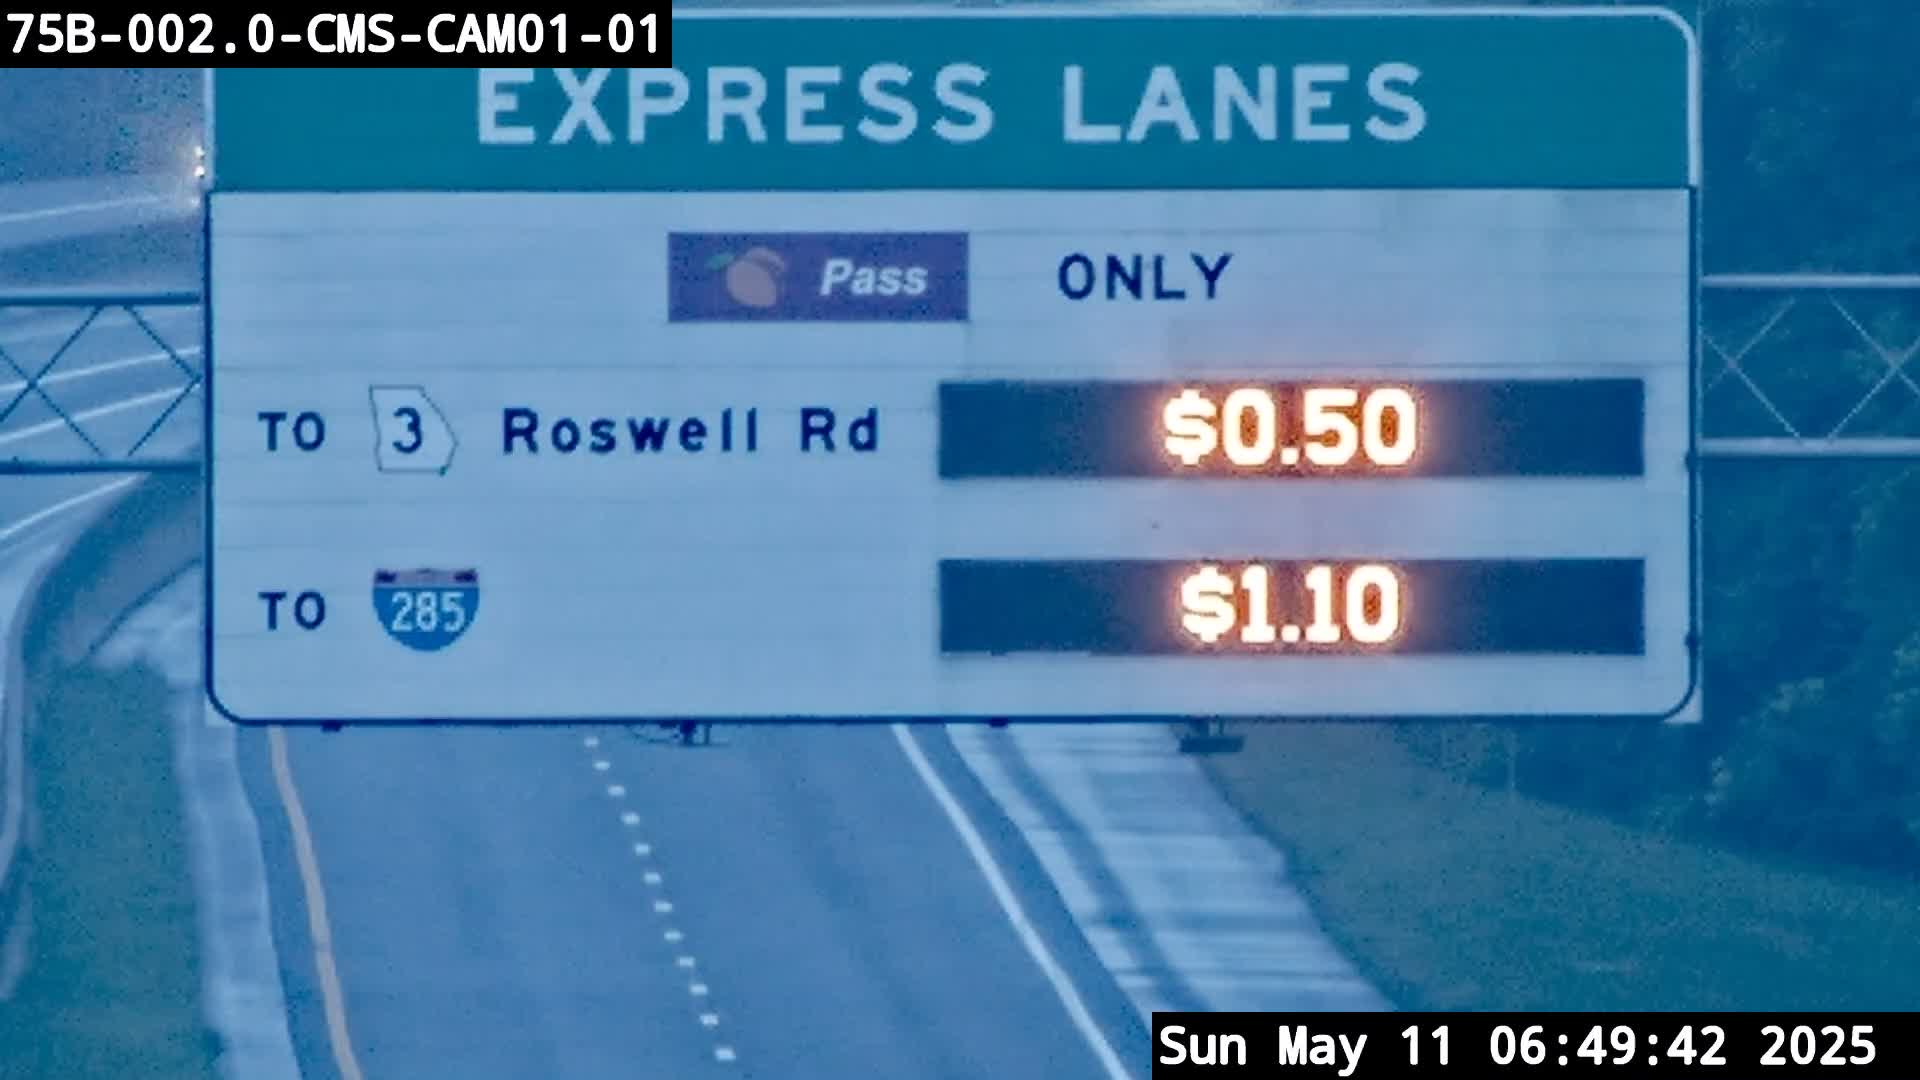 75B-002.0-CMS-CAM01-01
EXPRESS LANES
Pass ONLY
TO 3 Roswell Rd $0.50
TO 285 $1.10
Sun May 11 06:49:42 2025